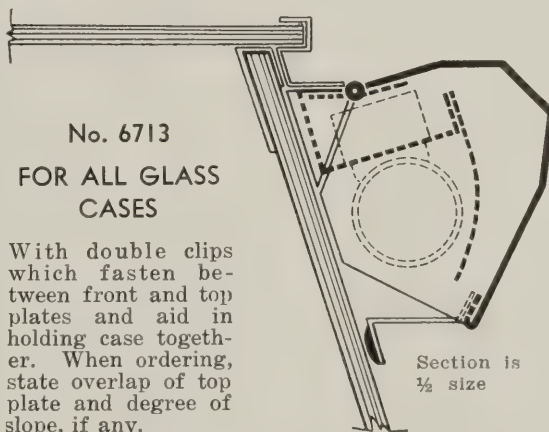 No. 6713
FOR ALL GLASS
CASES
With double clips
which fasten be-
tween front and top
plates and aid in
holding case togeth-
er. When ordering,
state overlap of top
plate and degree of
slope, if any.
Section is
½ size